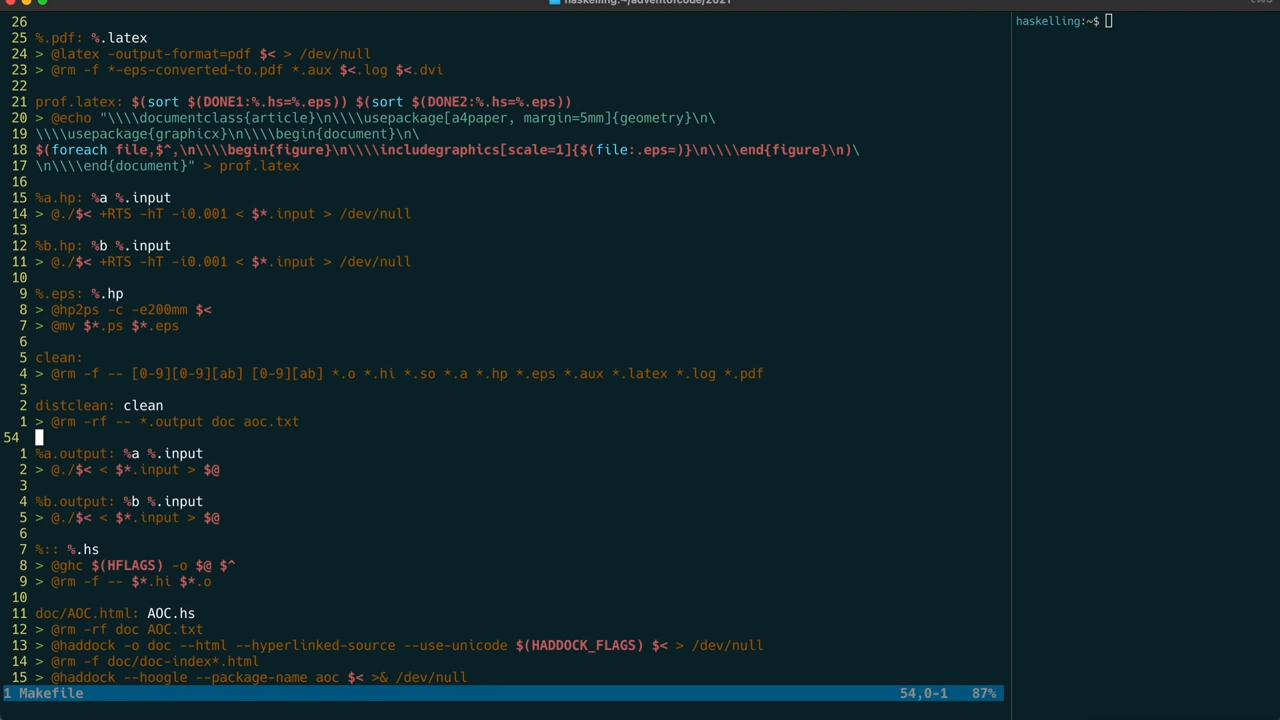 haskelling:~/adventofcode/2021
26
25 %.pdf: %.latex
24 > @latex -output-format=pdf $< > /dev/null
23 > @rm -f *-eps-converted-to.pdf *.aux $<.log $<.dvi
22
21 prof.latex: $(sort $(DONE1:%.hs=%.eps)) $(sort $(DONE2:%.hs=%.eps))
20 > @echo "\\\\documentclass{article}\n\\\\usepackage[a4paper, margin=5mm]{geometry}\n\
19 \\\\usepackage{graphicx}\n\\\\begin{document}\n\
18 $(foreach file,$^,\n\\\\begin{figure}\n\\\\includegraphics[scale=1]{$(file:.eps=)}\n\\\\end{figure}\n)\
17 \n\\\\end{document}" > prof.latex
16
15 %a.hp: %a %.input
14 > @./$< +RTS -hT -i0.001 < $*.input > /dev/null
13
12 %b.hp: %b %.input
11 > @./$< +RTS -hT -i0.001 < $*.input > /dev/null
10
9 %.eps: %.hp
8 > @hp2ps -c -e200mm $<
7 > @mv $*.ps $*.eps
6
5 clean:
4 > @rm -f -- [0-9][0-9][ab] [0-9][ab] *.o *.hi *.so *.a *.hp *.eps *.aux *.latex *.log *.pdf
3
2 distclean: clean
1 > @rm -rf -- *.output doc aoc.txt
54
1 %a.output: %a %.input
2 > @./$< < $*.input > $@
3
4 %b.output: %b %.input
5 > @./$< < $*.input > $@
6
7 %:: %.hs
8 > @ghc $(HFLAGS) -o $@ $^
9 > @rm -f -- $*.hi $*.o
10
11 doc/AOC.html: AOC.hs
12 > @rm -rf doc AOC.txt
13 > @haddock -o doc --html --hyperlinked-source --use-unicode $(HADDOCK_FLAGS) $< > /dev/null
14 > @rm -f doc/doc-index*.html
15 > @haddock --hoogle --package-name aoc $< >& /dev/null
1 Makefile 54,0-1 87%
haskelling:~$